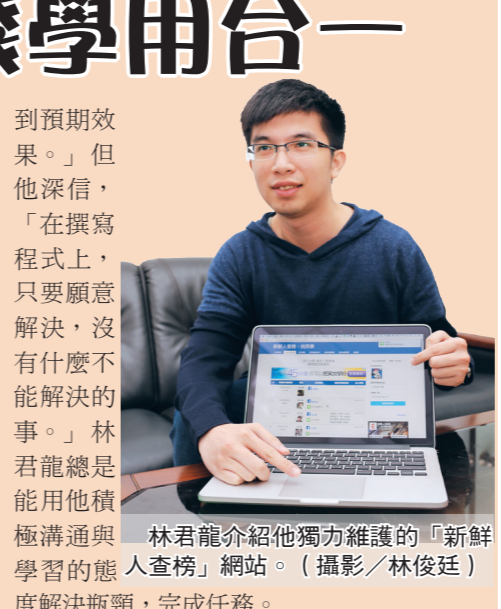 學用合一
到預期效
果。」但
他深信，
「在撰寫
程式上，
只要願意
解決，沒
有什麼不
能解決的
事。」林
君龍總是
能用他積
極溝通與
學習的態
度解決瓶頸，完成任務。
林君龍介紹他獨力維護的「新鮮
人查榜」網站。（攝影／林俊廷）